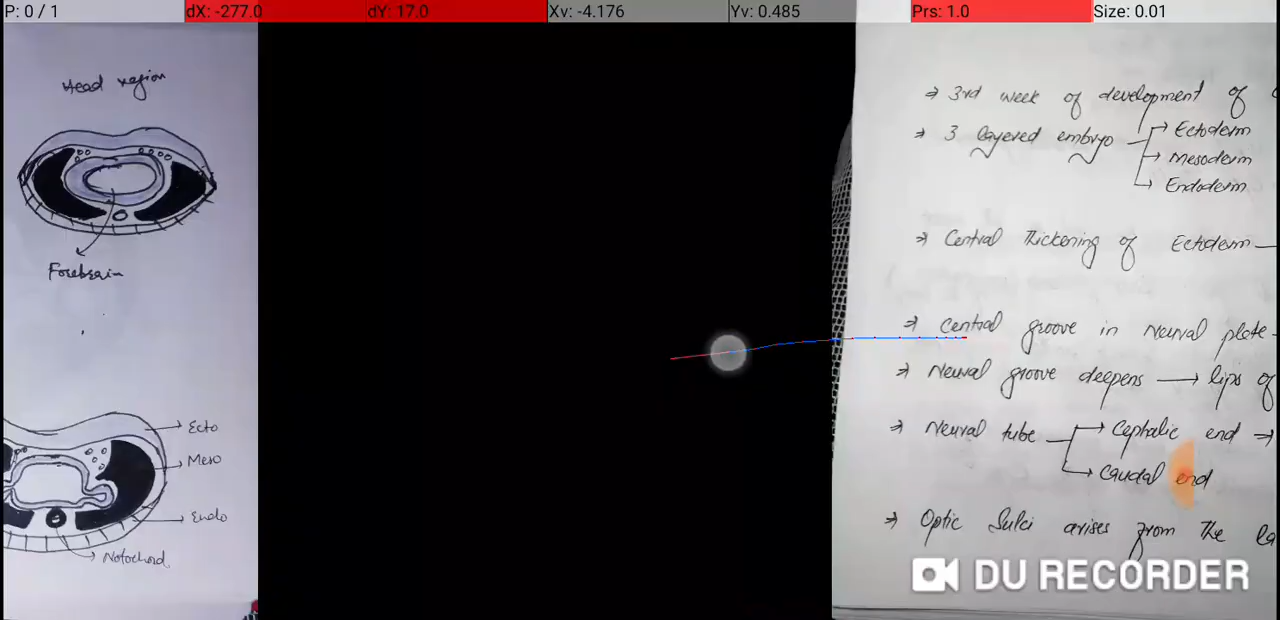 P: 0 / 1
dX: -277.0
dY: 17.0
Xv: -4.176
Yv: 0.485
Prs: 1.0
Size: 0.01
Head region
Forebrain
Ecto
Meso
Endo
Notochord
⇒ 3rd week of development of
⇒ 3 layered embryo → Ectoderm
→ Mesoderm
→ Endoderm
⇒ Central Thickening of Ectoderm —
⇒ Central groove in Neural plate -
⇒ Neural groove deepens → lips of
⇒ Neural tube → Cephalic end ⇒
→ Caudal end
⇒ Optic Sulci arises from The la
DU RECORDER